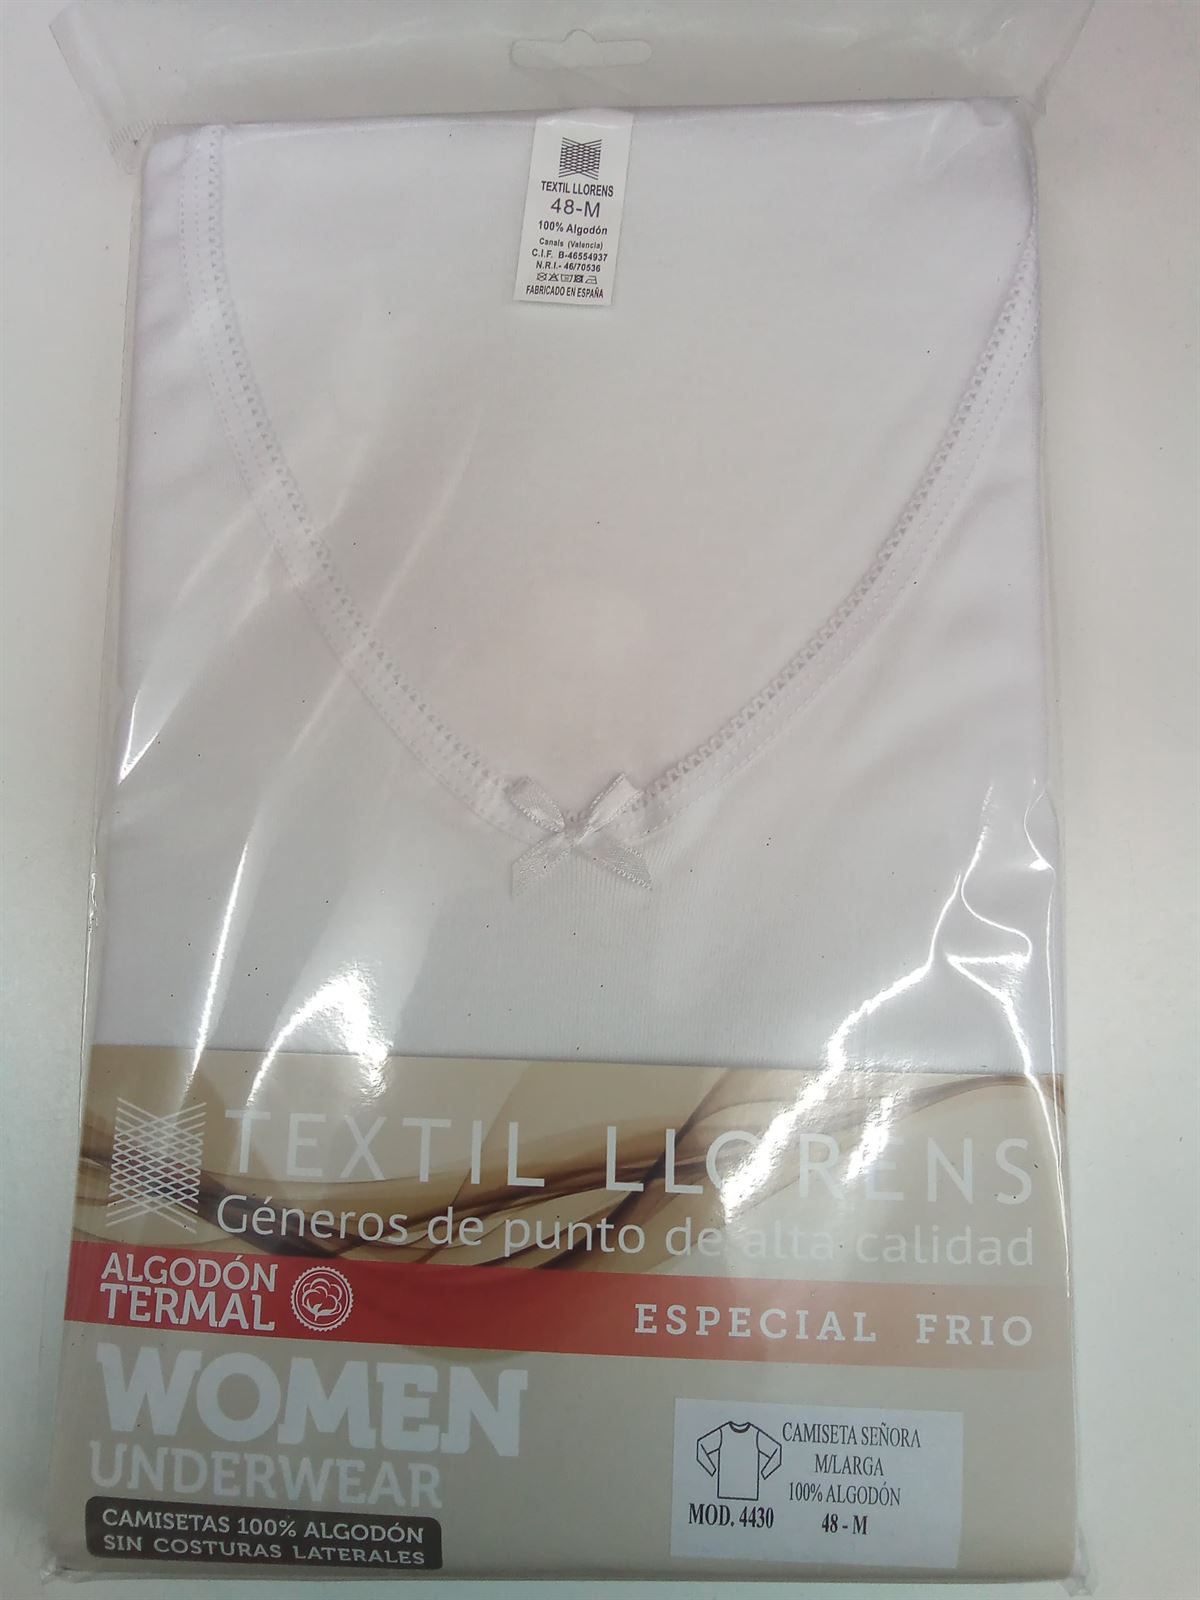 TEXTIL LLORENS
48-M
100% Algodón
Canals (Valencia)
C.I.F. B-46554937
N.R.I.- 46/70536
FABRICADO EN ESPAÑA
TEXTIL LLORENS
Géneros de punto de alta calidad
ALGODÓN
TERMAL
ESPECIAL FRIO
WOMEN
UNDERWEAR
CAMISETAS 100% ALGODÓN
SIN COSTURAS LATERALES
CAMISETA SEÑORA
M/LARGA
100% ALGODÓN
MOD. 4430 48 - M